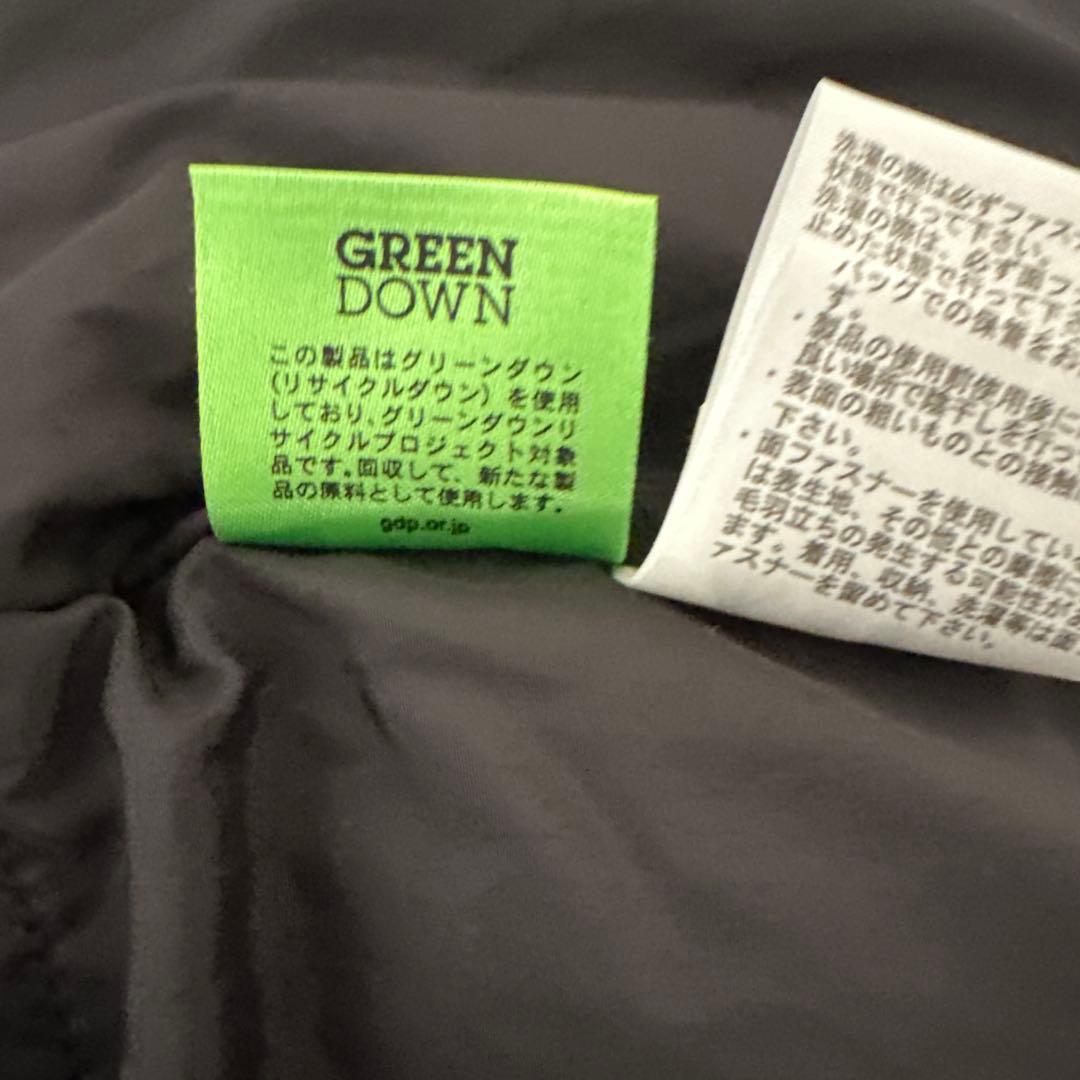 GREEN
DOWN
この製品はグリーンダウン
(リサイクルダウン) を使用
しており、グリーンダウンリ
サイクルプロジェクト対象
品です。回収して、新たな製
品の原料として使用します。
gdp.or.jp
洗濯の際は必ずファス
状態で行って下さい。
洗濯の際は、必ず面フ
止めた状態で行って下さ
バッグでの保管をお
す。
・製品の使用前使用後に
良い場所で陰干しを行っ
・表面の粗いものとの接触
下さい。
・面ファスナーを使用してい
は表生地、その他との摩擦
毛羽立ちの発生する可能性があ
ます。着用、収納、洗濯等は面
ァスナーを留めて下さい。